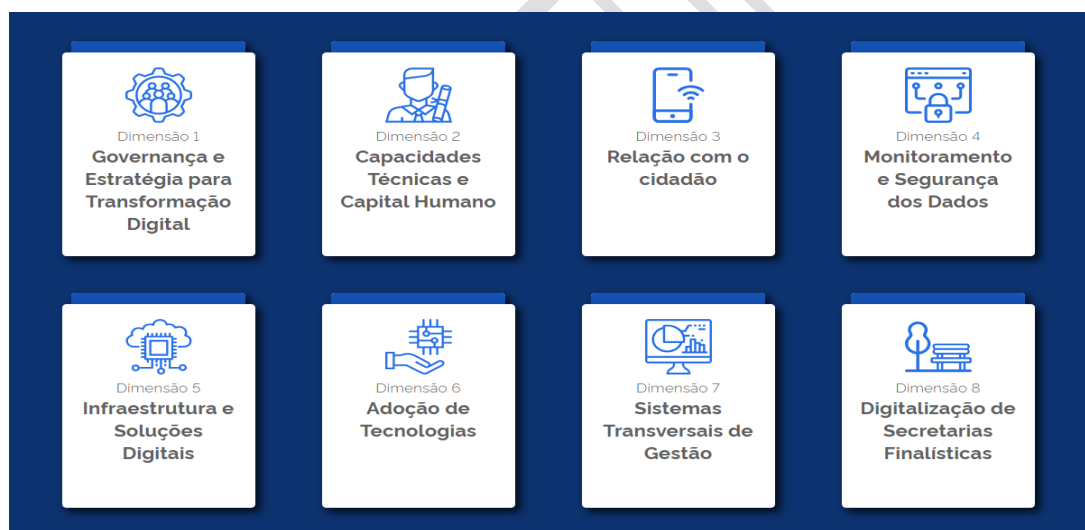 Dimensão 1
Governança e
Estratégia para
Transformação
Digital
Dimensão 2
Capacidades
Técnicas e
Capital Humano
Dimensão 3
Relação com o
cidadão
Dimensão 4
Monitoramento
e Segurança
dos Dados
Dimensão 5
Infraestrutura e
Soluções
Digitais
Dimensão 6
Adoção de
Tecnologias
Dimensão 7
Sistemas
Transversais de
Gestão
Dimensão 8
Digitalização de
Secretarias
Finalísticas